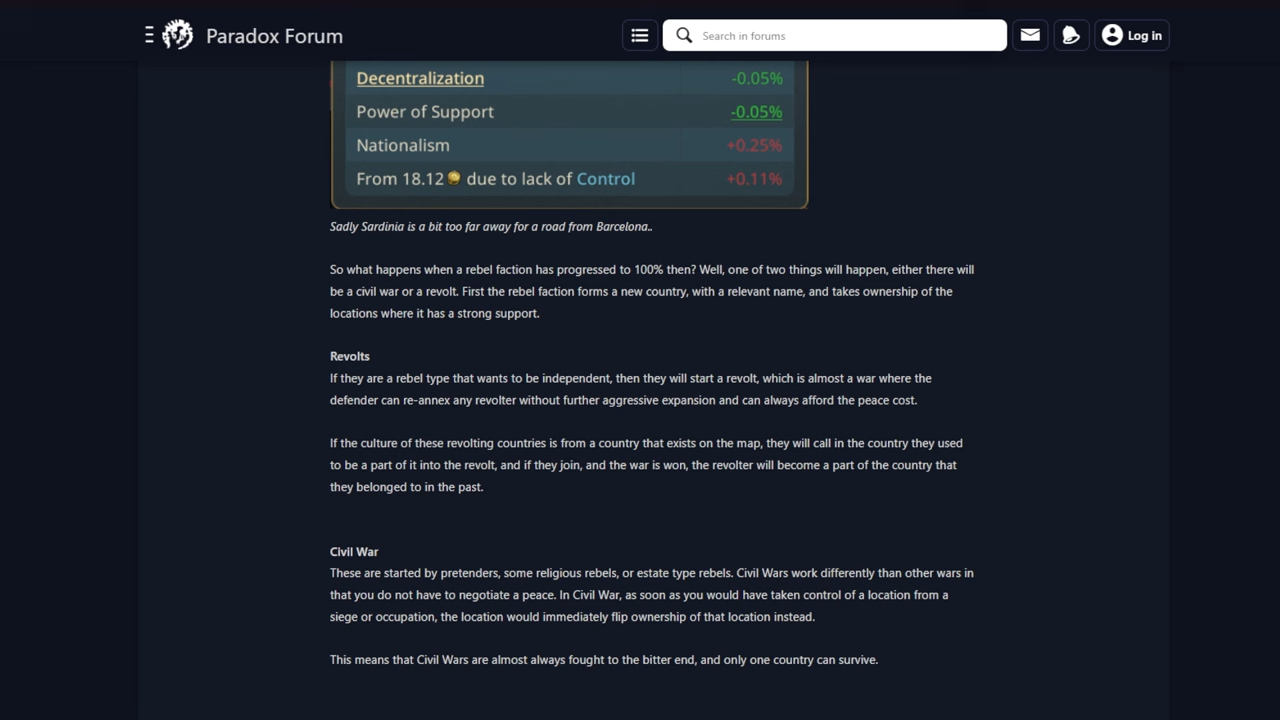 Paradox Forum
Search in forums
Log in
Decentralization -0.05%
Power of Support -0.05%
Nationalism +0.25%
From 18.12 due to lack of Control +0.11%
Sadly Sardinia is a bit too far away for a road from Barcelona..
So what happens when a rebel faction has progressed to 100% then? Well, one of two things will happen, either there will
be a civil war or a revolt. First the rebel faction forms a new country, with a relevant name, and takes ownership of the
locations where it has a strong support.
Revolts
If they are a rebel type that wants to be independent, then they will start a revolt, which is almost a war where the
defender can re-annex any revolter without further aggressive expansion and can always afford the peace cost.
If the culture of these revolting countries is from a country that exists on the map, they will call in the country they used
to be a part of it into the revolt, and if they join, and the war is won, the revolter will become a part of the country that
they belonged to in the past.
Civil War
These are started by pretenders, some religious rebels, or estate type rebels. Civil Wars work differently than other wars in
that you do not have to negotiate a peace. In Civil War, as soon as you would have taken control of a location from a
siege or occupation, the location would immediately flip ownership of that location instead.
This means that Civil Wars are almost always fought to the bitter end, and only one country can survive.